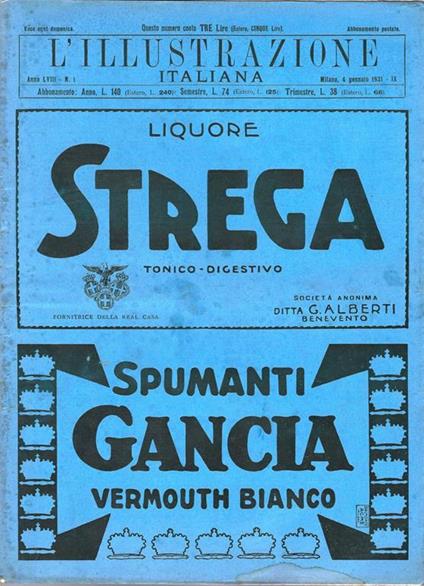 Esce ogni domenica. Questo numero costa TRE Lire (Estero, CINQUE Lire). Abbonamento postale.
L'ILLUSTRAZIONE
Anno LVIII - N. 1 ITALIANA Milano, 4 gennaio 1931 - IX
Abbonamento: Anno, L. 140 (Estero, L. 240); Semestre, L. 74 (Estero, L. 125); Trimestre, L. 38 (Estero, L. 66).
LIQUORE
STREGA
TONICO-DIGESTIVO
FORNITRICE DELLA REAL CASA
SOCIETÀ ANONIMA
DITTA G. ALBERTI
BENEVENTO
SPUMANTI
GANCIA
VERMOUTH BIANCO